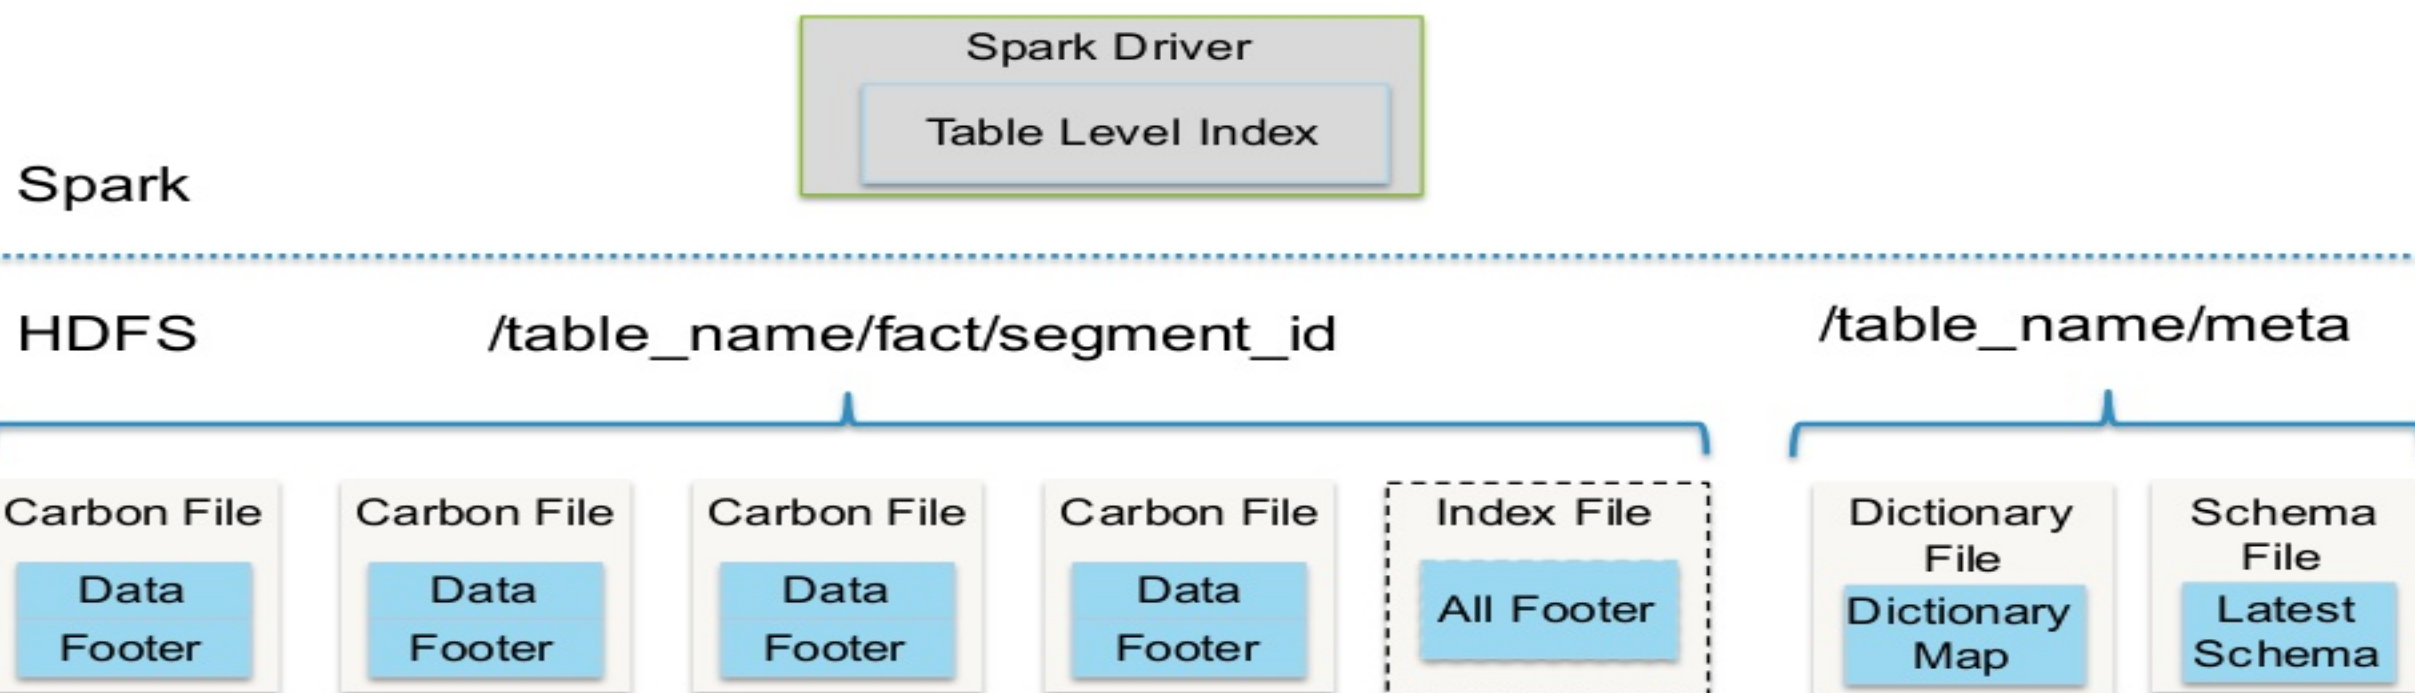 Spark Driver
Table Level Index
Spark
HDFS
/table_name/fact/segment_id
/table_name/meta
Carbon File
Data
Footer
Carbon File
Data
Footer
Carbon File
Data
Footer
Carbon File
Data
Footer
Index File
All Footer
Dictionary
File
Dictionary
Map
Schema
File
Latest
Schema